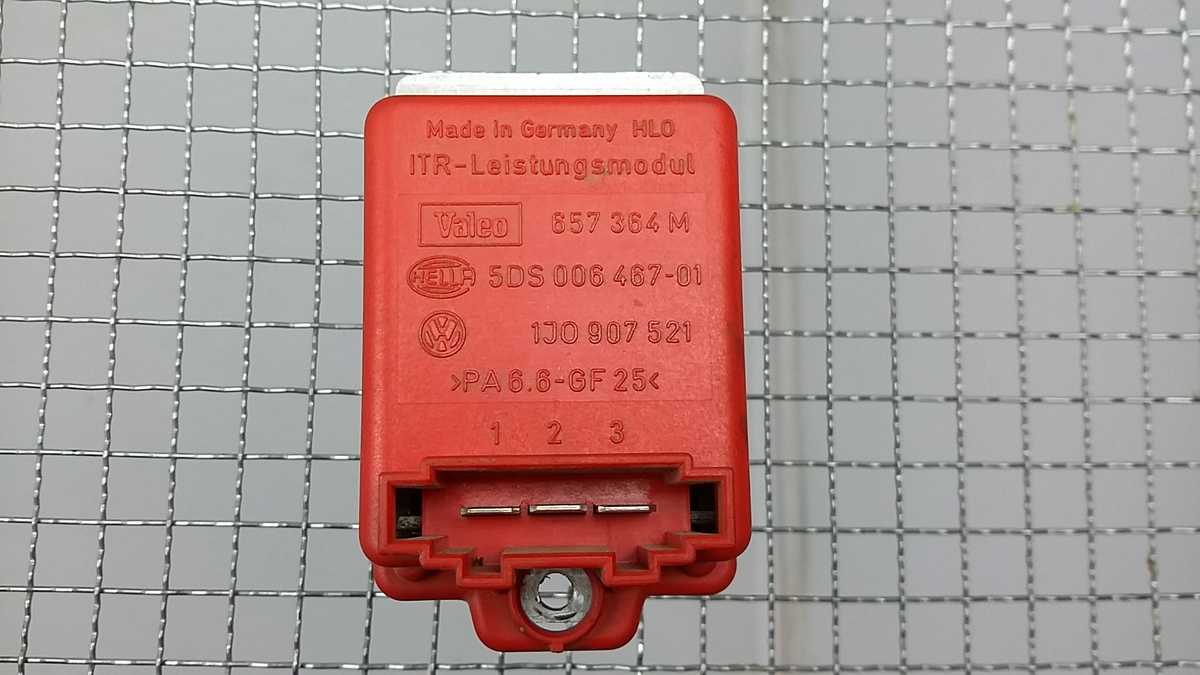 Made in Germany HLO
ITR-Leistungsmodul
Valeo 657 364 M
HELLA 5DS 006 467-01
VW 1J0 907 521
>PA 6.6-GF 25<
1 2 3